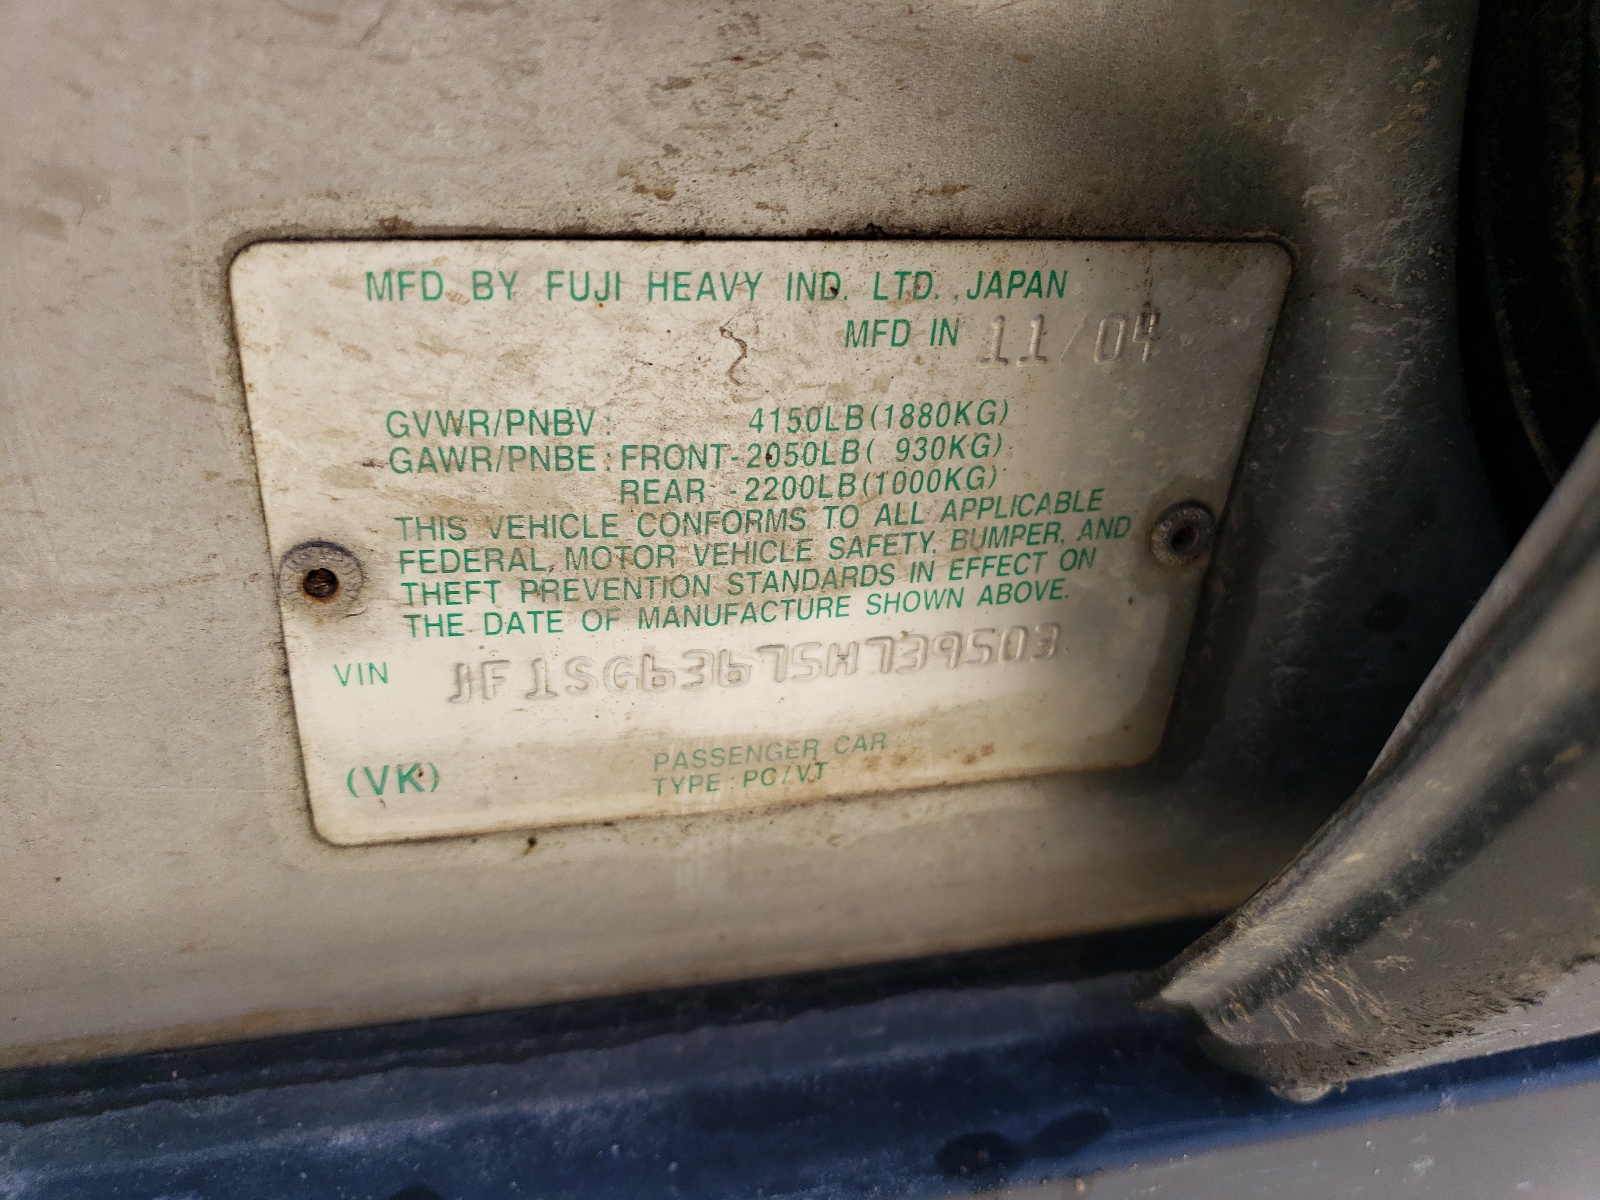 MFD BY FUJI HEAVY IND. LTD., JAPAN
MFD IN 11/04
GVWR/PNBV: 4150LB(1880KG)
GAWR/PNBE: FRONT-2050LB( 930KG)
REAR -2200LB(1000KG)
THIS VEHICLE CONFORMS TO ALL APPLICABLE
FEDERAL MOTOR VEHICLE SAFETY, BUMPER, AND
THEFT PREVENTION STANDARDS IN EFFECT ON
THE DATE OF MANUFACTURE SHOWN ABOVE.
VIN JF1SG63675H739503
PASSENGER CAR
(VK) TYPE: PC/VT